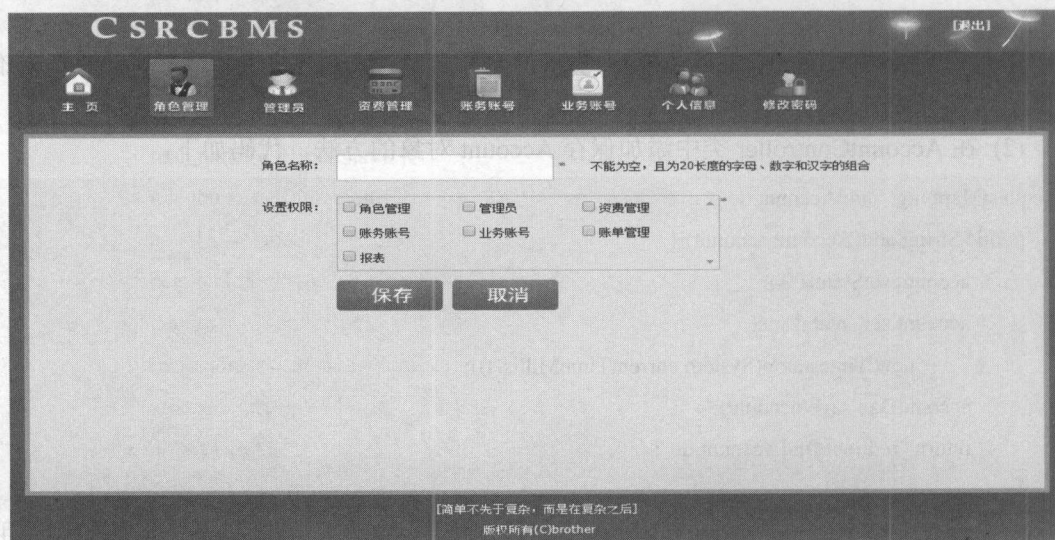 CSRCBMS
[退出]
主 页 角色管理 管理员 资费管理 账务账号 业务账号 个人信息 修改密码
角色名称： * 不能为空，且为20长度的字母、数字和汉字的组合
设置权限： 角色管理 管理员 资费管理 *
账务账号 业务账号 账单管理
报表
保存 取消
[简单不先于复杂，而是在复杂之后]
版权所有(C)brother